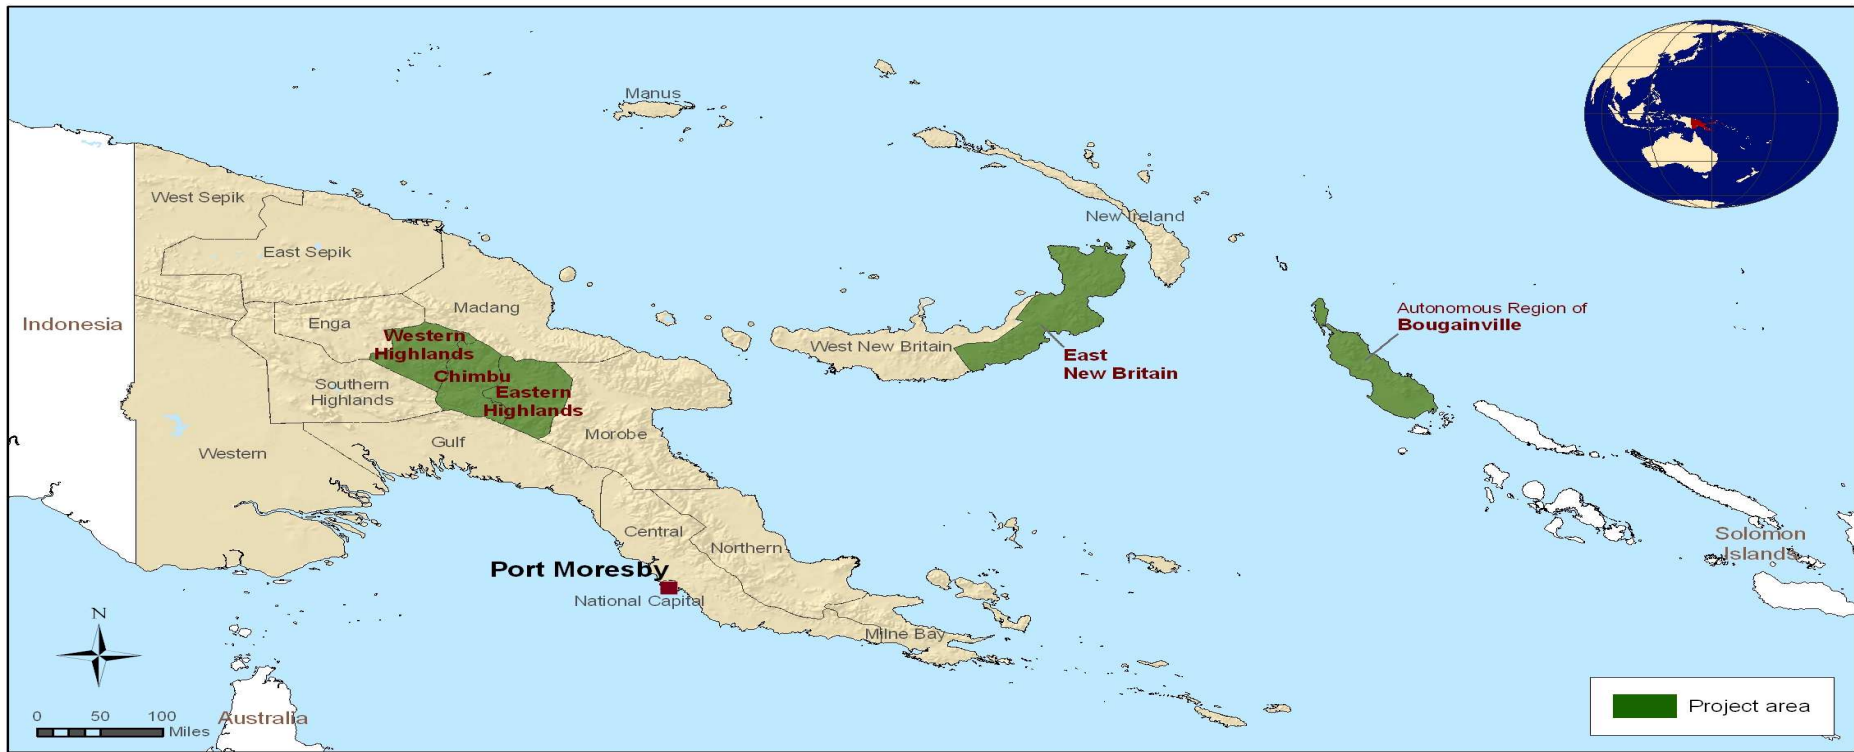 Manus
West Sepik
New Ireland
East Sepik
Madang
Indonesia
Enga
Autonomous Region of
Bougainville
Western
Highlands
West New Britain
East
New Britain
Chimbu
Southern
Highlands
Eastern
Highlands
Gulf
Morobe
Western
Central
Northern
Solomon
Islands
Port Moresby
National Capital
N
Milne Bay
Australia
0 50 100
Miles
Project area